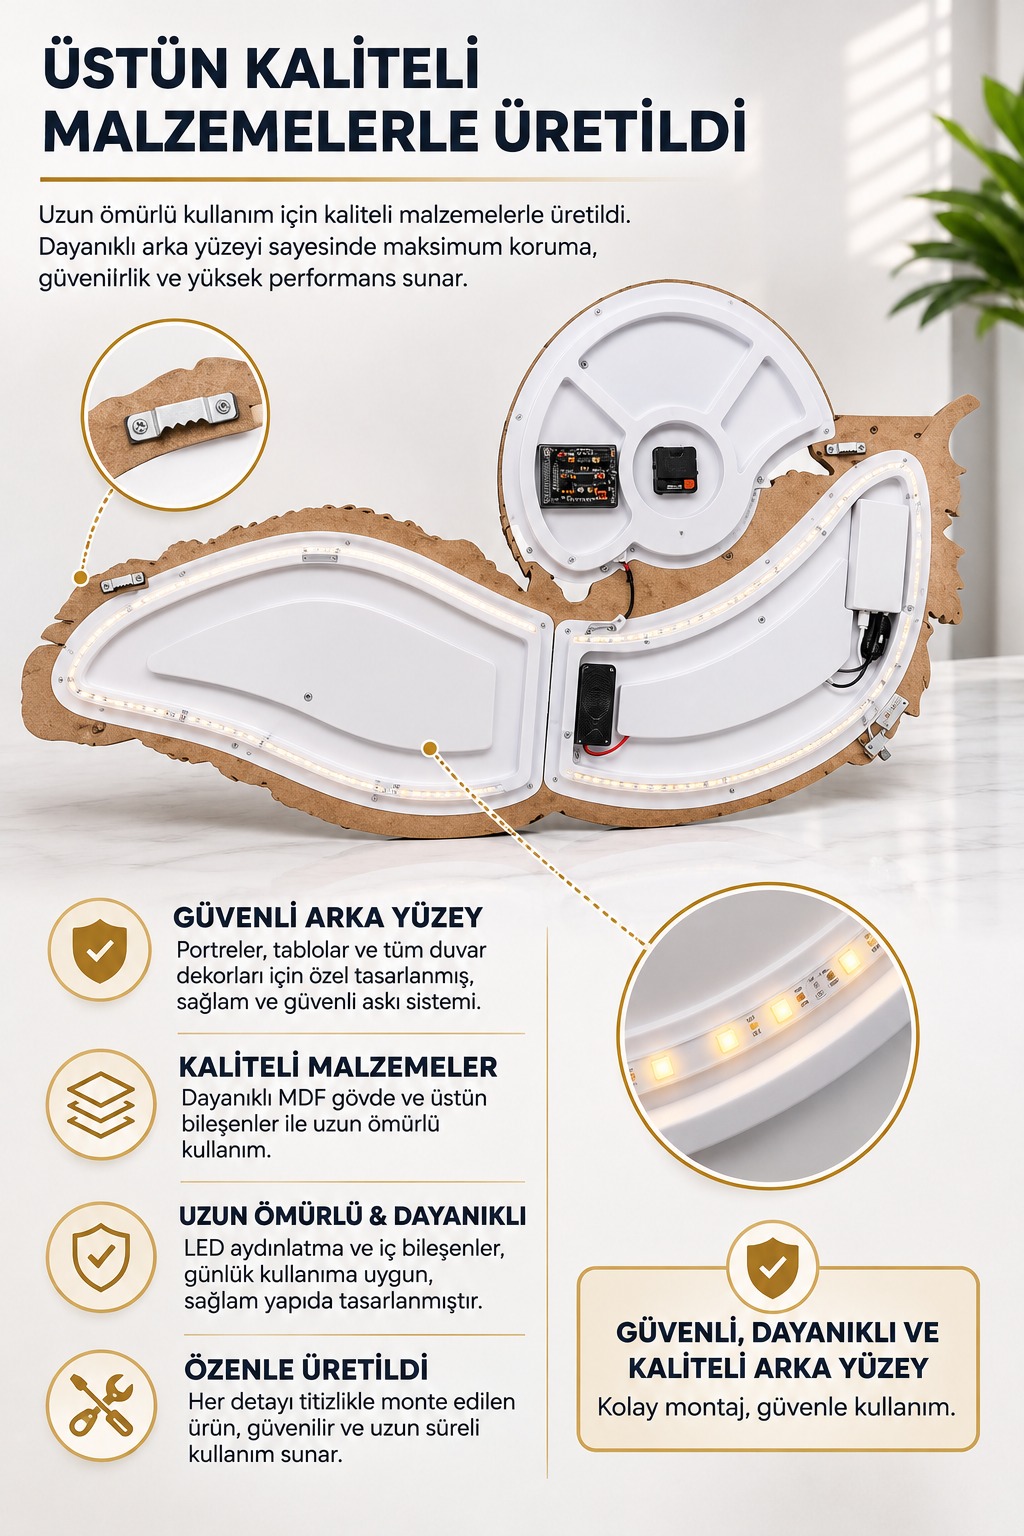 ÜSTÜN KALİTELİ
MALZEMELERLE ÜRETİLDİ
Uzun ömürlü kullanım için kaliteli malzemelerle üretildi.
Dayanıklı arka yüzeyi sayesinde maksimum koruma,
güvenilrlik ve yüksek performans sunar.
GÜVENLİ ARKA YÜZEY
Portreler, tablolar ve tüm duvar
dekorları için özel tasarlanmış,
sağlam ve güvenli askı sistemi.
KALİTELİ MALZEMELER
Dayanıklı MDF gövde ve üstün
bileşenler ile uzun ömürlü
kullanım.
UZUN ÖMÜRLÜ & DAYANIKLI
LED aydınlatma ve iç bileşenler,
günlük kullanıma uygun,
sağlam yapıda tasarlanmıştır.
ÖZENLE ÜRETİLDİ
Her detayı titizlikle monte edilen
ürün, güvenilir ve uzun süreli
kullanım sunar.
GÜVENLİ, DAYANIKLI VE
KALİTELİ ARKA YÜZEY
Kolay montaj, güvenle kullanım.